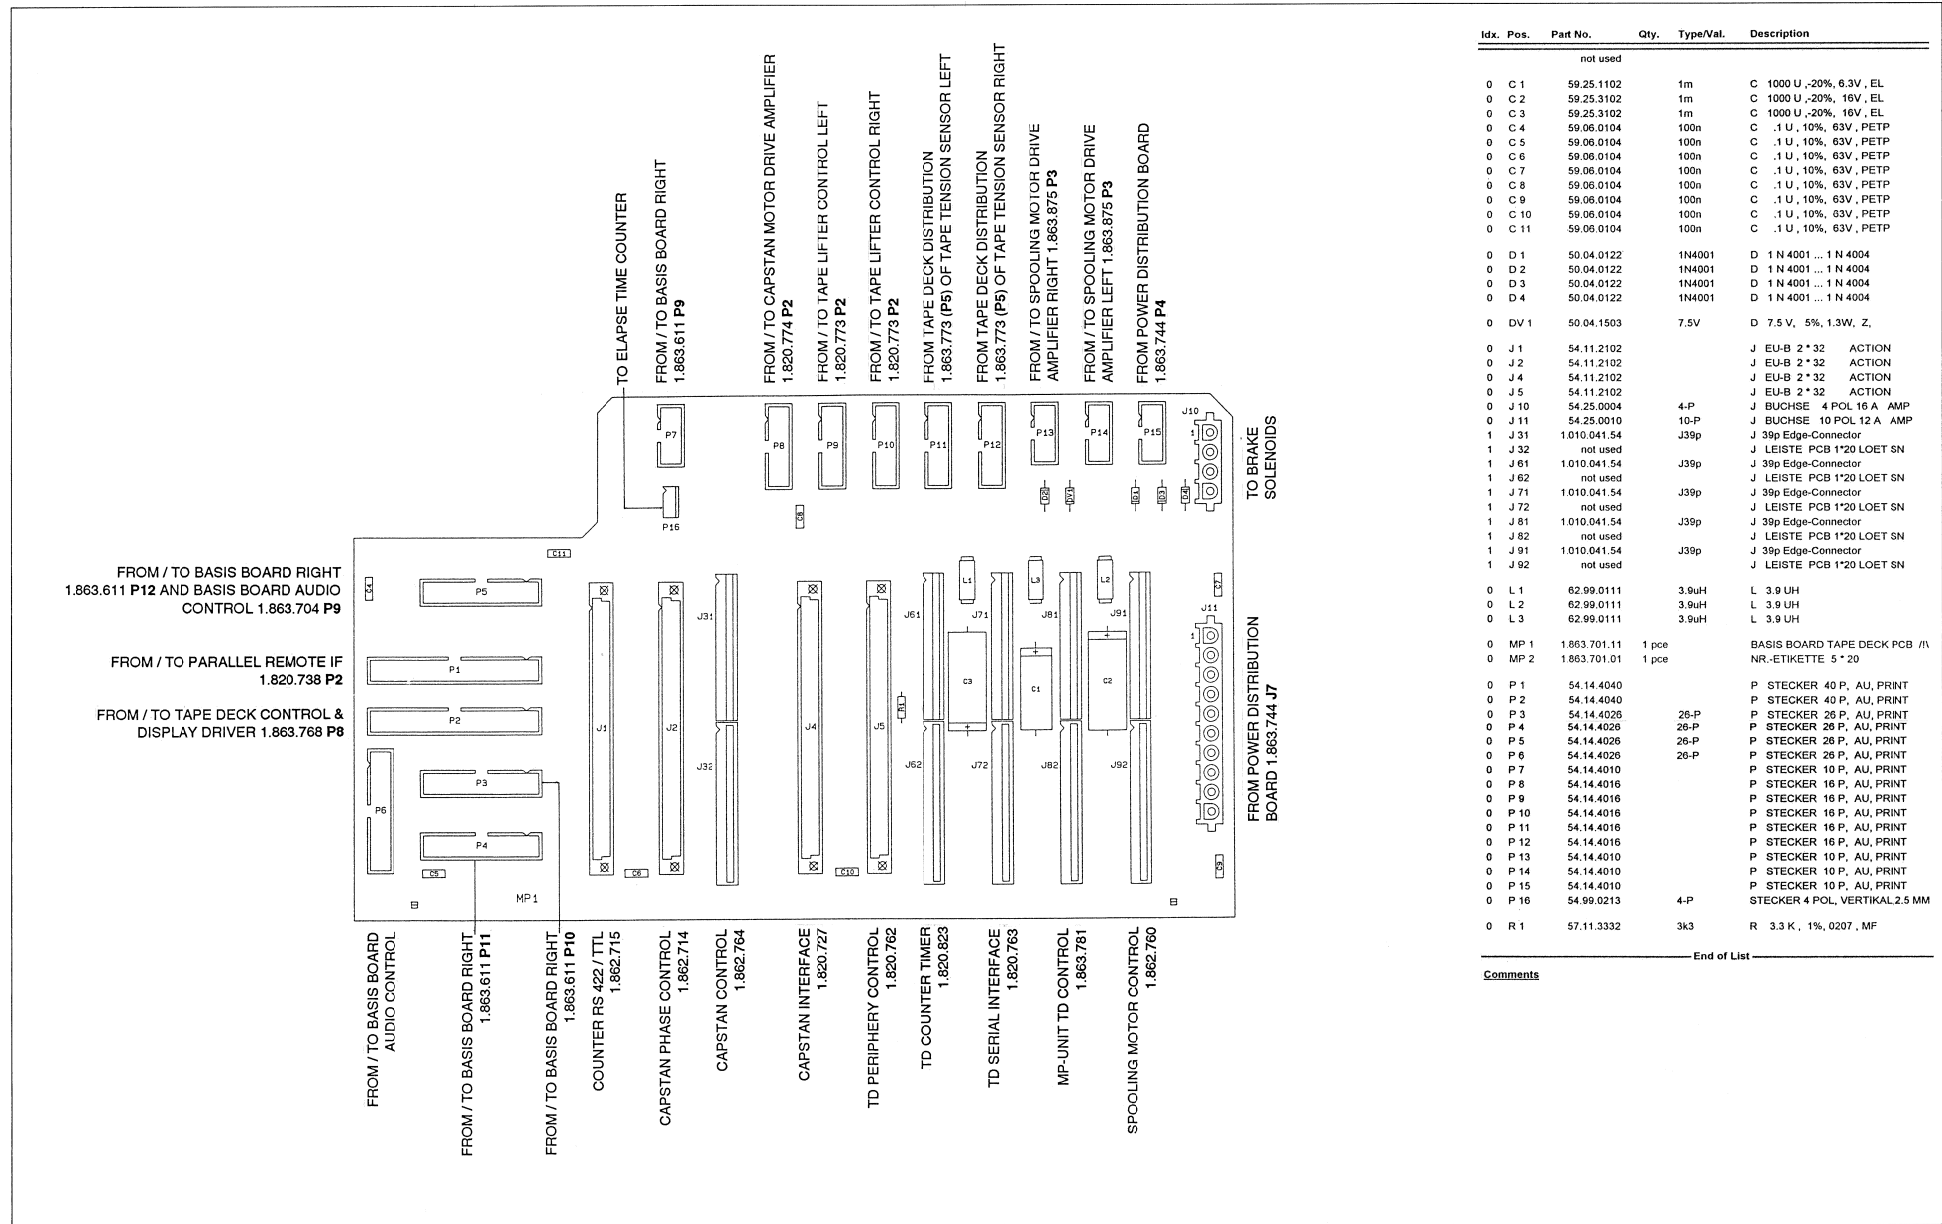 TO ELAPSE TIME COUNTER
FROM / TO BASIS BOARD RIGHT
1.863.611 P9
FROM / TO CAPSTAN MOTOR DRIVE AMPLIFIER
1.820.774 P2
FROM / TO TAPE LIFTER CONTROL LEFT
1.820.773 P2
FROM / TO TAPE LIFTER CONTROL RIGHT
1.820.773 P2
FROM TAPE DECK DISTRIBUTION
1.863.773 (P5) OF TAPE TENSION SENSOR LEFT
FROM TAPE DECK DISTRIBUTION
1.863.773 (P5) OF TAPE TENSION SENSOR RIGHT
FROM / TO SPOOLING MOTOR DRIVE
AMPLIFIER RIGHT 1.863.875 P3
FROM / TO SPOOLING MOTOR DRIVE
AMPLIFIER LEFT 1.863.875 P3
FROM POWER DISTRIBUTION BOARD
1.863.744 P4
P7
P8
P9
P10
P11
P12
P13
P14
P15
J10
1
TO BRAKE
SOLENOIDS
P16
C8
D2
DV1
D1
D3
D4
C11
FROM / TO BASIS BOARD RIGHT
1.863.611 P12 AND BASIS BOARD AUDIO
CONTROL 1.863.704 P9
FROM / TO PARALLEL REMOTE IF
1.820.738 P2
FROM / TO TAPE DECK CONTROL &
DISPLAY DRIVER 1.863.768 P8
C4
P5
P1
P2
P3
P4
P6
C5
MP1
J1
C6
J2
J31
J32
J4
C10
J5
R1
J61
J62
L1
C3
J71
J72
L3
C1
J81
J82
L2
C2
J91
J92
C7
J11
1
C9
FROM POWER DISTRIBUTION
BOARD 1.863.744 J7
FROM / TO BASIS BOARD
AUDIO CONTROL
FROM / TO BASIS BOARD RIGHT
1.863.611 P11
FROM / TO BASIS BOARD RIGHT
1.863.611 P10
COUNTER RS 422 / TTL
1.862.715
CAPSTAN PHASE CONTROL
1.862.714
CAPSTAN CONTROL
1.862.764
CAPSTAN INTERFACE
1.820.727
TD PERIPHERY CONTROL
1.820.762
TD COUNTER TIMER
1.820.823
TD SERIAL INTERFACE
1.820.763
MP-UNIT TD CONTROL
1.863.781
SPOOLING MOTOR CONTROL
1.862.760
Idx. Pos. Part No. Qty. Type/Val. Description
not used
0 C 1 59.25.1102 1m C 1000 U ,-20%, 6.3V , EL
0 C 2 59.25.3102 1m C 1000 U ,-20%, 16V , EL
0 C 3 59.25.3102 1m C 1000 U ,-20%, 16V , EL
0 C 4 59.06.0104 100n C .1 U , 10%, 63V , PETP
0 C 5 59.06.0104 100n C .1 U , 10%, 63V , PETP
0 C 6 59.06.0104 100n C .1 U , 10%, 63V , PETP
0 C 7 59.06.0104 100n C .1 U , 10%, 63V , PETP
0 C 8 59.06.0104 100n C .1 U , 10%, 63V , PETP
0 C 9 59.06.0104 100n C .1 U , 10%, 63V , PETP
0 C 10 59.06.0104 100n C .1 U , 10%, 63V , PETP
0 C 11 59.06.0104 100n C .1 U , 10%, 63V , PETP
0 D 1 50.04.0122 1N4001 D 1 N 4001 ... 1 N 4004
0 D 2 50.04.0122 1N4001 D 1 N 4001 ... 1 N 4004
0 D 3 50.04.0122 1N4001 D 1 N 4001 ... 1 N 4004
0 D 4 50.04.0122 1N4001 D 1 N 4001 ... 1 N 4004
0 DV 1 50.04.1503 7.5V D 7.5 V, 5%, 1.3W, Z,
0 J 1 54.11.2102 J EU-B 2 * 32 ACTION
0 J 2 54.11.2102 J EU-B 2 * 32 ACTION
0 J 4 54.11.2102 J EU-B 2 * 32 ACTION
0 J 5 54.11.2102 J EU-B 2 * 32 ACTION
0 J 10 54.25.0004 4-P J BUCHSE 4 POL 16 A AMP
0 J 11 54.25.0010 10-P J BUCHSE 10 POL 12 A AMP
1 J 31 1.010.041.54 J39p J 39p Edge-Connector
1 J 32 not used J LEISTE PCB 1*20 LOET SN
1 J 61 1.010.041.54 J39p J 39p Edge-Connector
1 J 62 not used J LEISTE PCB 1*20 LOET SN
1 J 71 1.010.041.54 J39p J 39p Edge-Connector
1 J 72 not used J LEISTE PCB 1*20 LOET SN
1 J 81 1.010.041.54 J39p J 39p Edge-Connector
1 J 82 not used J LEISTE PCB 1*20 LOET SN
1 J 91 1.010.041.54 J39p J 39p Edge-Connector
1 J 92 not used J LEISTE PCB 1*20 LOET SN
0 L 1 62.99.0111 3.9uH L 3.9 UH
0 L 2 62.99.0111 3.9uH L 3.9 UH
0 L 3 62.99.0111 3.9uH L 3.9 UH
0 MP 1 1.863.701.11 1 pce BASIS BOARD TAPE DECK PCB /!\
0 MP 2 1.863.701.01 1 pce NR.-ETIKETTE 5 * 20
0 P 1 54.14.4040 P STECKER 40 P, AU, PRINT
0 P 2 54.14.4040 P STECKER 40 P, AU, PRINT
0 P 3 54.14.4026 26-P P STECKER 26 P, AU, PRINT
0 P 4 54.14.4026 26-P P STECKER 26 P, AU, PRINT
0 P 5 54.14.4026 26-P P STECKER 26 P, AU, PRINT
0 P 6 54.14.4026 26-P P STECKER 26 P, AU, PRINT
0 P 7 54.14.4010 P STECKER 10 P, AU, PRINT
0 P 8 54.14.4016 P STECKER 16 P, AU, PRINT
0 P 9 54.14.4016 P STECKER 16 P, AU, PRINT
0 P 10 54.14.4016 P STECKER 16 P, AU, PRINT
0 P 11 54.14.4016 P STECKER 16 P, AU, PRINT
0 P 12 54.14.4016 P STECKER 16 P, AU, PRINT
0 P 13 54.14.4010 P STECKER 10 P, AU, PRINT
0 P 14 54.14.4010 P STECKER 10 P, AU, PRINT
0 P 15 54.14.4010 P STECKER 10 P, AU, PRINT
0 P 16 54.99.0213 4-P STECKER 4 POL, VERTIKAL,2.5 MM
0 R 1 57.11.3332 3k3 R 3.3 K , 1%, 0207 , MF
End of List
Comments